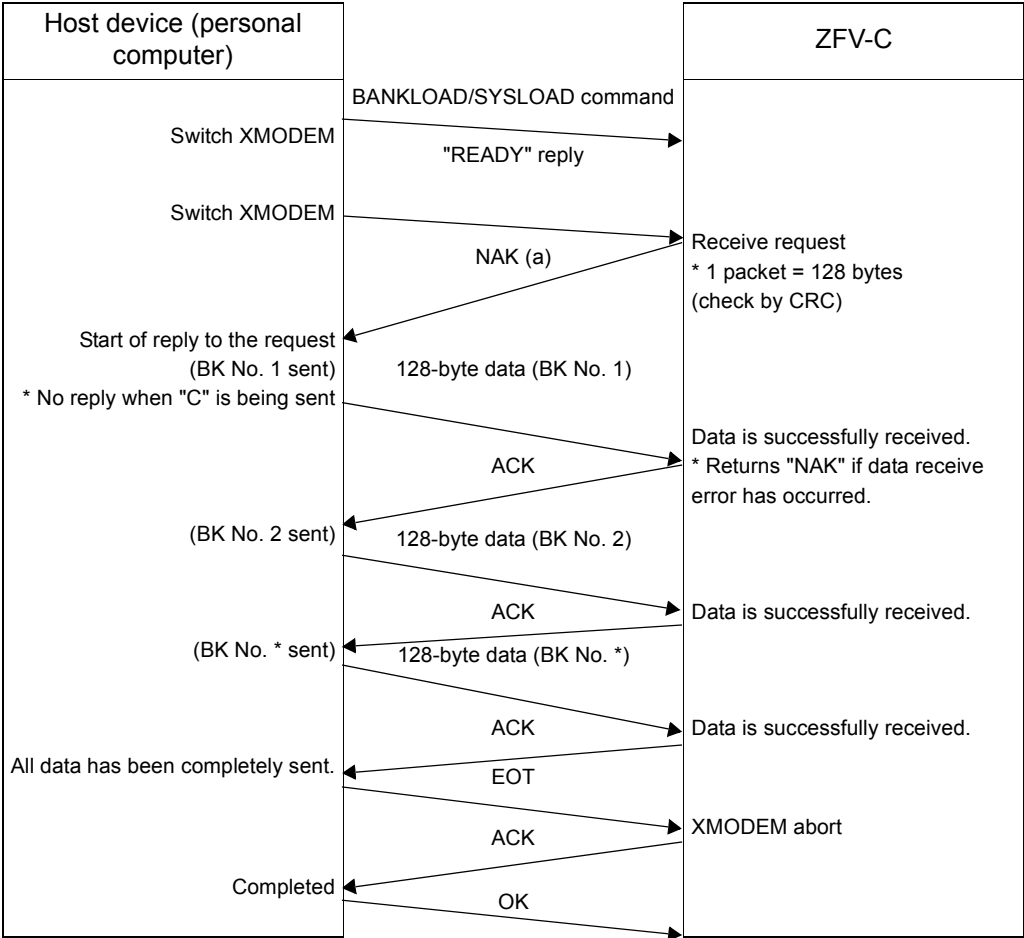 Host device (personal
computer)
ZFV-C
BANKLOAD/SYSLOAD command
Switch XMODEM
"READY" reply
Switch XMODEM
Receive request
NAK (a)
* 1 packet = 128 bytes
(check by CRC)
Start of reply to the request
(BK No. 1 sent)
128-byte data (BK No. 1)
* No reply when "C" is being sent
Data is successfully received.
ACK
* Returns "NAK" if data receive
error has occurred.
(BK No. 2 sent)
128-byte data (BK No. 2)
ACK
Data is successfully received.
(BK No. * sent)
128-byte data (BK No. *)
ACK
Data is successfully received.
All data has been completely sent.
EOT
XMODEM abort
ACK
Completed
OK